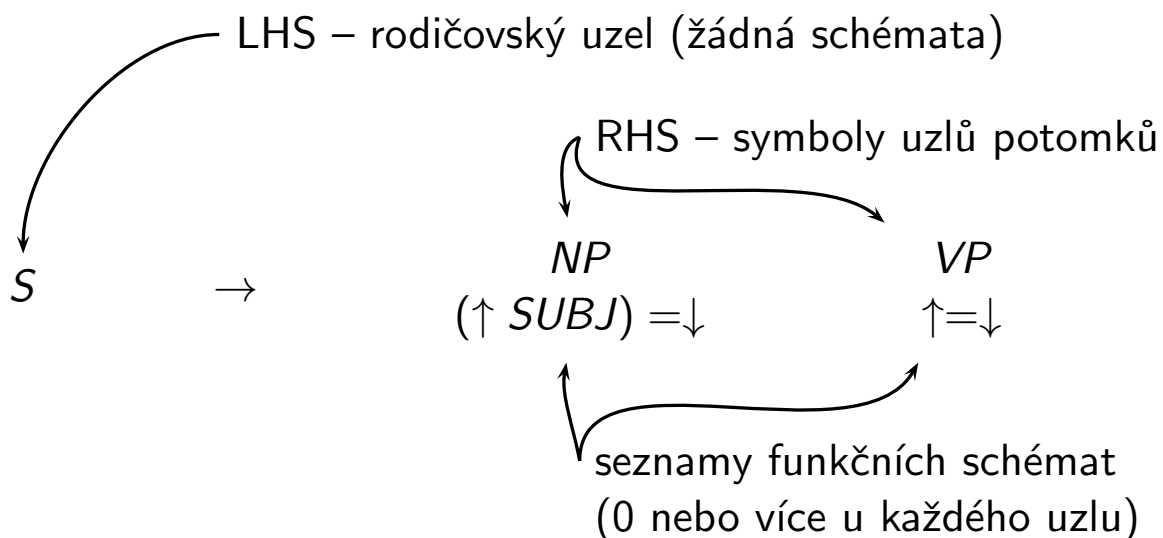 LHS – rodičovský uzel (žádná schémata)
RHS – symboly uzlů potomků
S → NP VP
(↑ SUBJ) =↓ ↑=↓
seznamy funkčních schémat
(0 nebo více u každého uzlu)